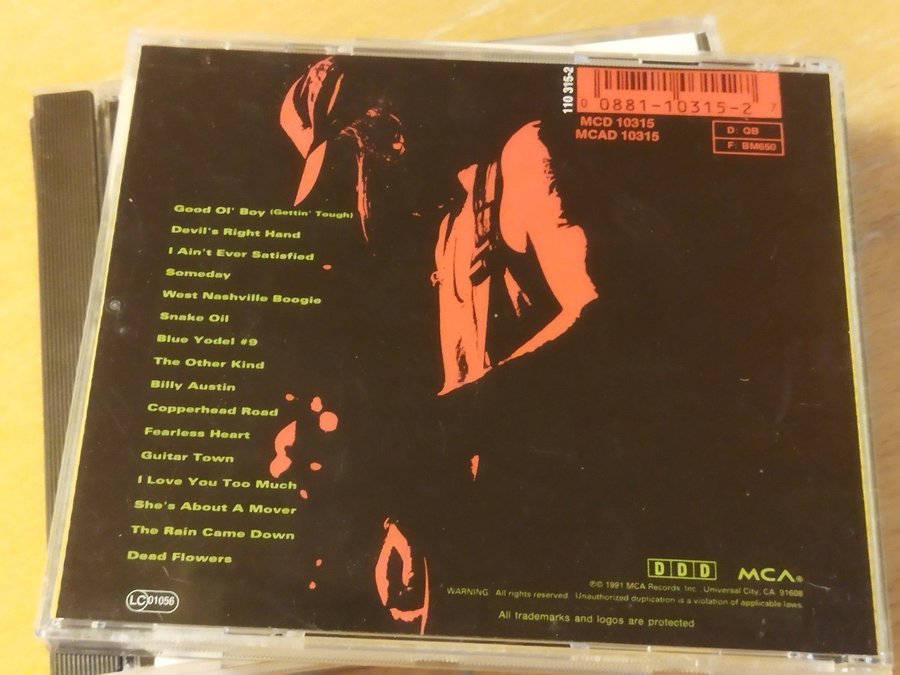 110 315-2
0 0881-10315-2 7
MCD 10315
MCAD 10315
D: QB
F: BM650
Good Ol' Boy (Gettin' Tough)
Devil's Right Hand
I Ain't Ever Satisfied
Someday
West Nashville Boogie
Snake Oil
Blue Yodel #9
The Other Kind
Billy Austin
Copperhead Road
Fearless Heart
Guitar Town
I Love You Too Much
She's About A Mover
The Rain Came Down
Dead Flowers
LC 01056
DDD
MCA®
℗© 1991 MCA Records, Inc., Universal City, CA 91608
WARNING: All rights reserved. Unauthorized duplication is a violation of applicable laws.
All trademarks and logos are protected